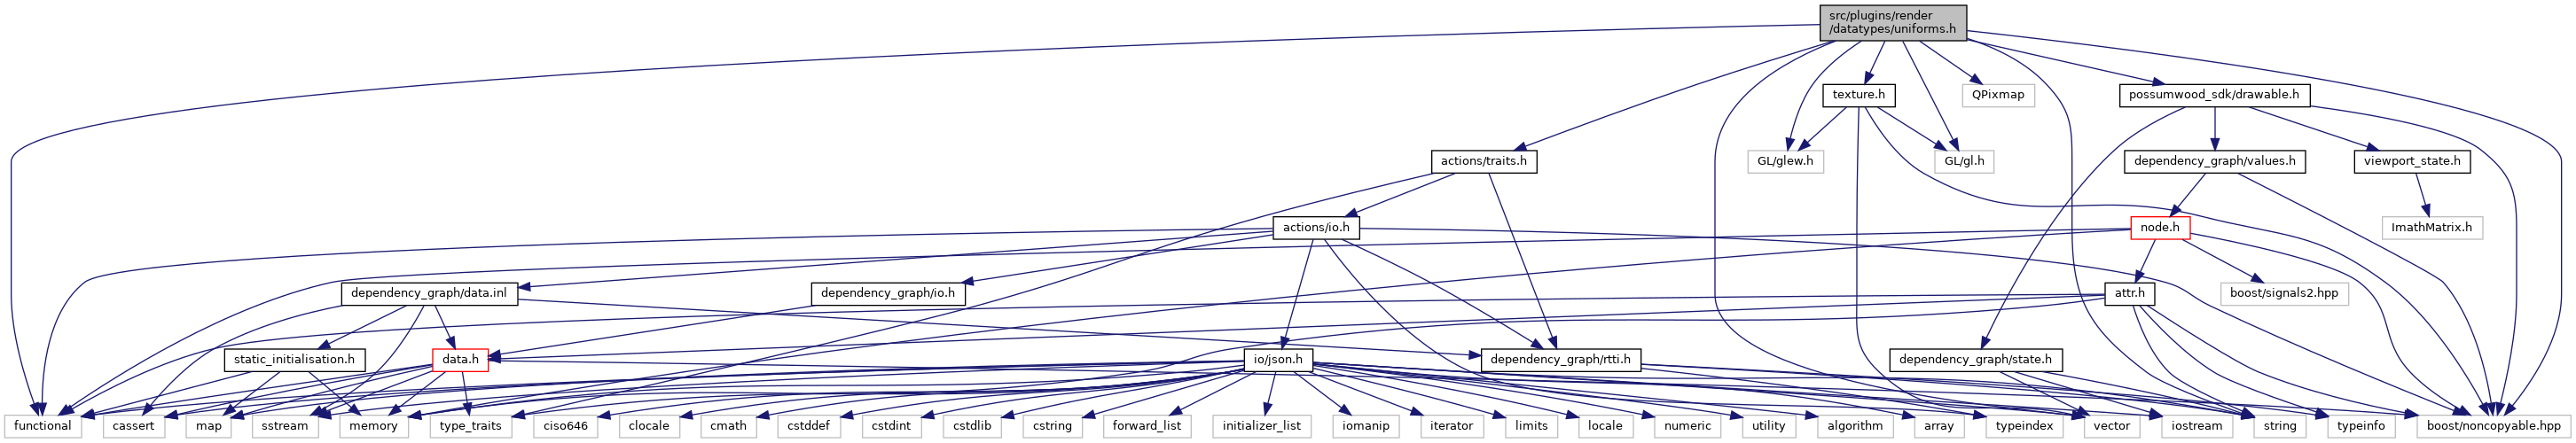 src/plugins/render
/datatypes/uniforms.h
texture.h
QPixmap
possumwood_sdk/drawable.h
actions/traits.h
GL/glew.h
GL/gl.h
dependency_graph/values.h
viewport_state.h
actions/io.h
node.h
ImathMatrix.h
dependency_graph/data.inl
dependency_graph/io.h
attr.h
boost/signals2.hpp
static_initialisation.h
data.h
io/json.h
dependency_graph/rtti.h
dependency_graph/state.h
functional
cassert
map
sstream
memory
type_traits
ciso646
clocale
cmath
cstddef
cstdint
cstdlib
cstring
forward_list
initializer_list
iomanip
iterator
limits
locale
numeric
utility
algorithm
array
typeindex
vector
iostream
string
typeinfo
boost/noncopyable.hpp